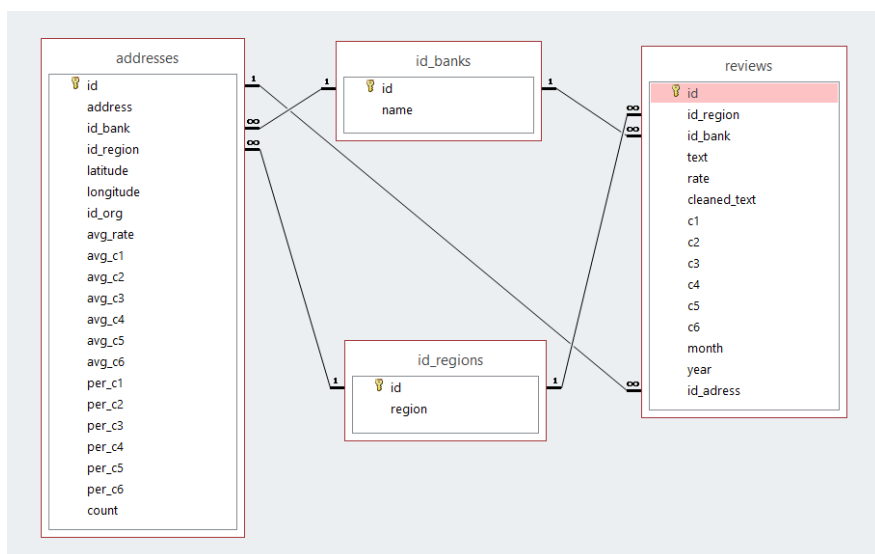 addresses
id
address
id_bank
id_region
latitude
longitude
id_org
avg_rate
avg_c1
avg_c2
avg_c3
avg_c4
avg_c5
avg_c6
per_c1
per_c2
per_c3
per_c4
per_c5
per_c6
count
1
∞
∞
id_banks
id
name
1
1
id_regions
id
region
1
1
reviews
id
id_region
id_bank
text
rate
cleaned_text
c1
c2
c3
c4
c5
c6
month
year
id_adress
∞
∞
∞